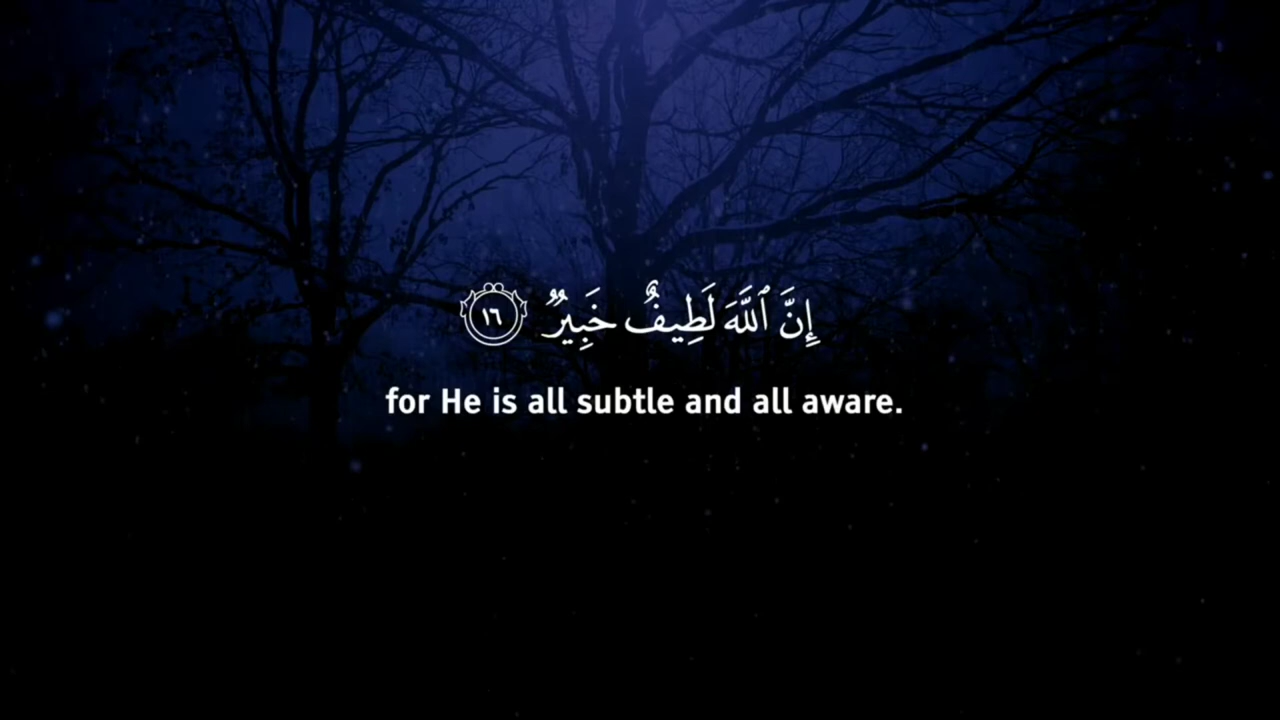 إِنَّ ٱللَّهَ لَطِيفٌ خَبِيرٌ ١٦
for He is all subtle and all aware.